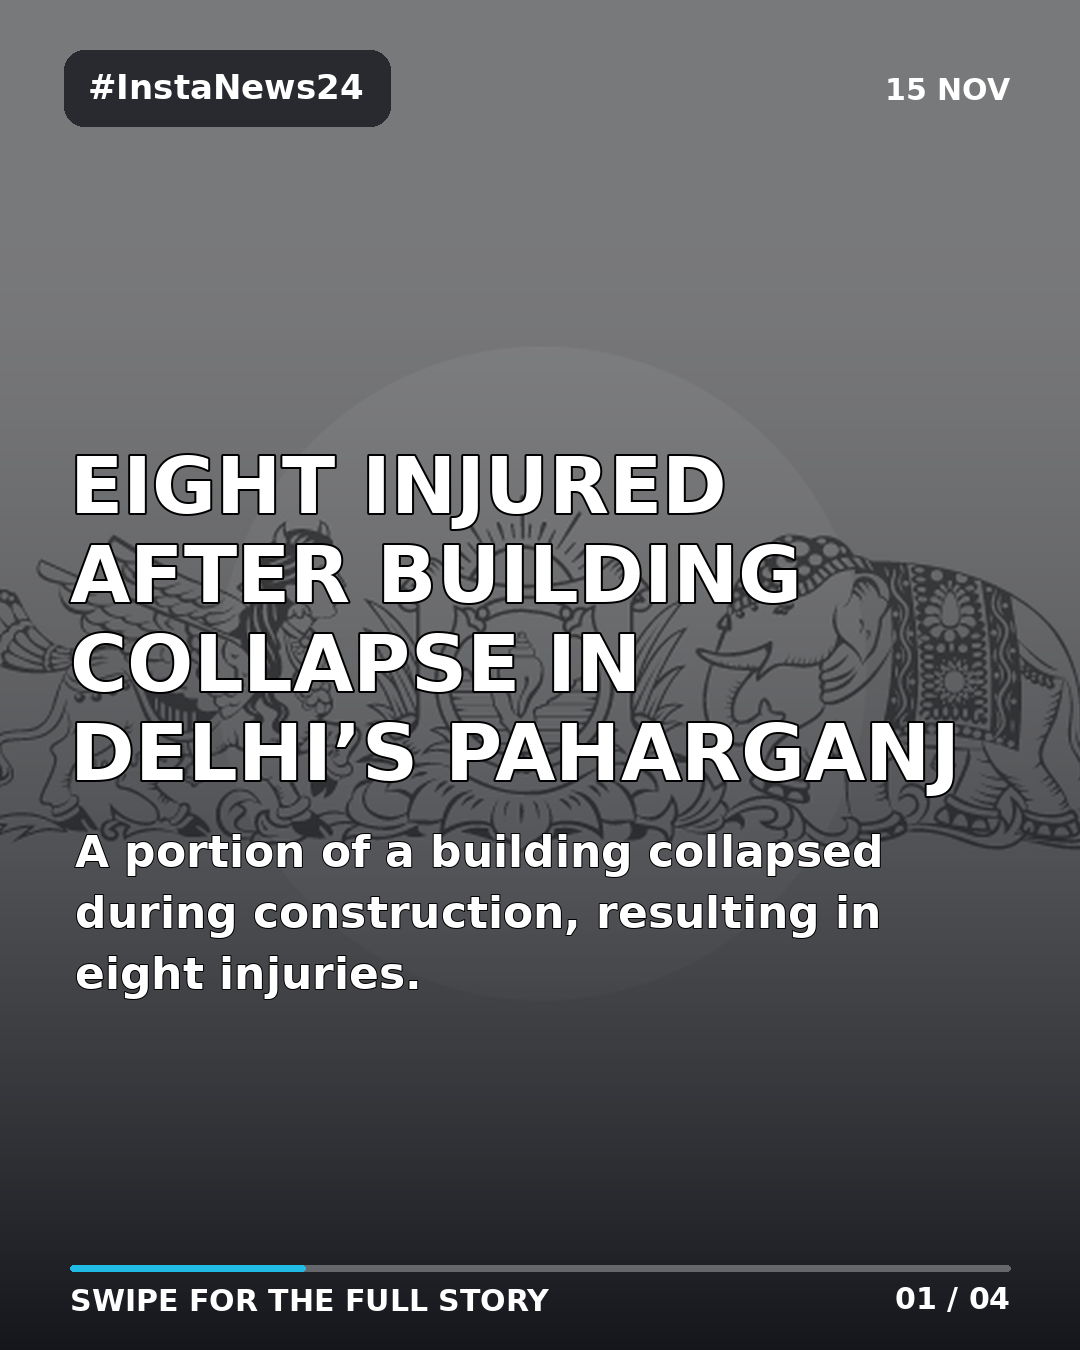 #InstaNews24
15 NOV
EIGHT INJURED
AFTER BUILDING
COLLAPSE IN
DELHI’S PAHARGANJ
A portion of a building collapsed
during construction, resulting in
eight injuries.
SWIPE FOR THE FULL STORY
01 / 04